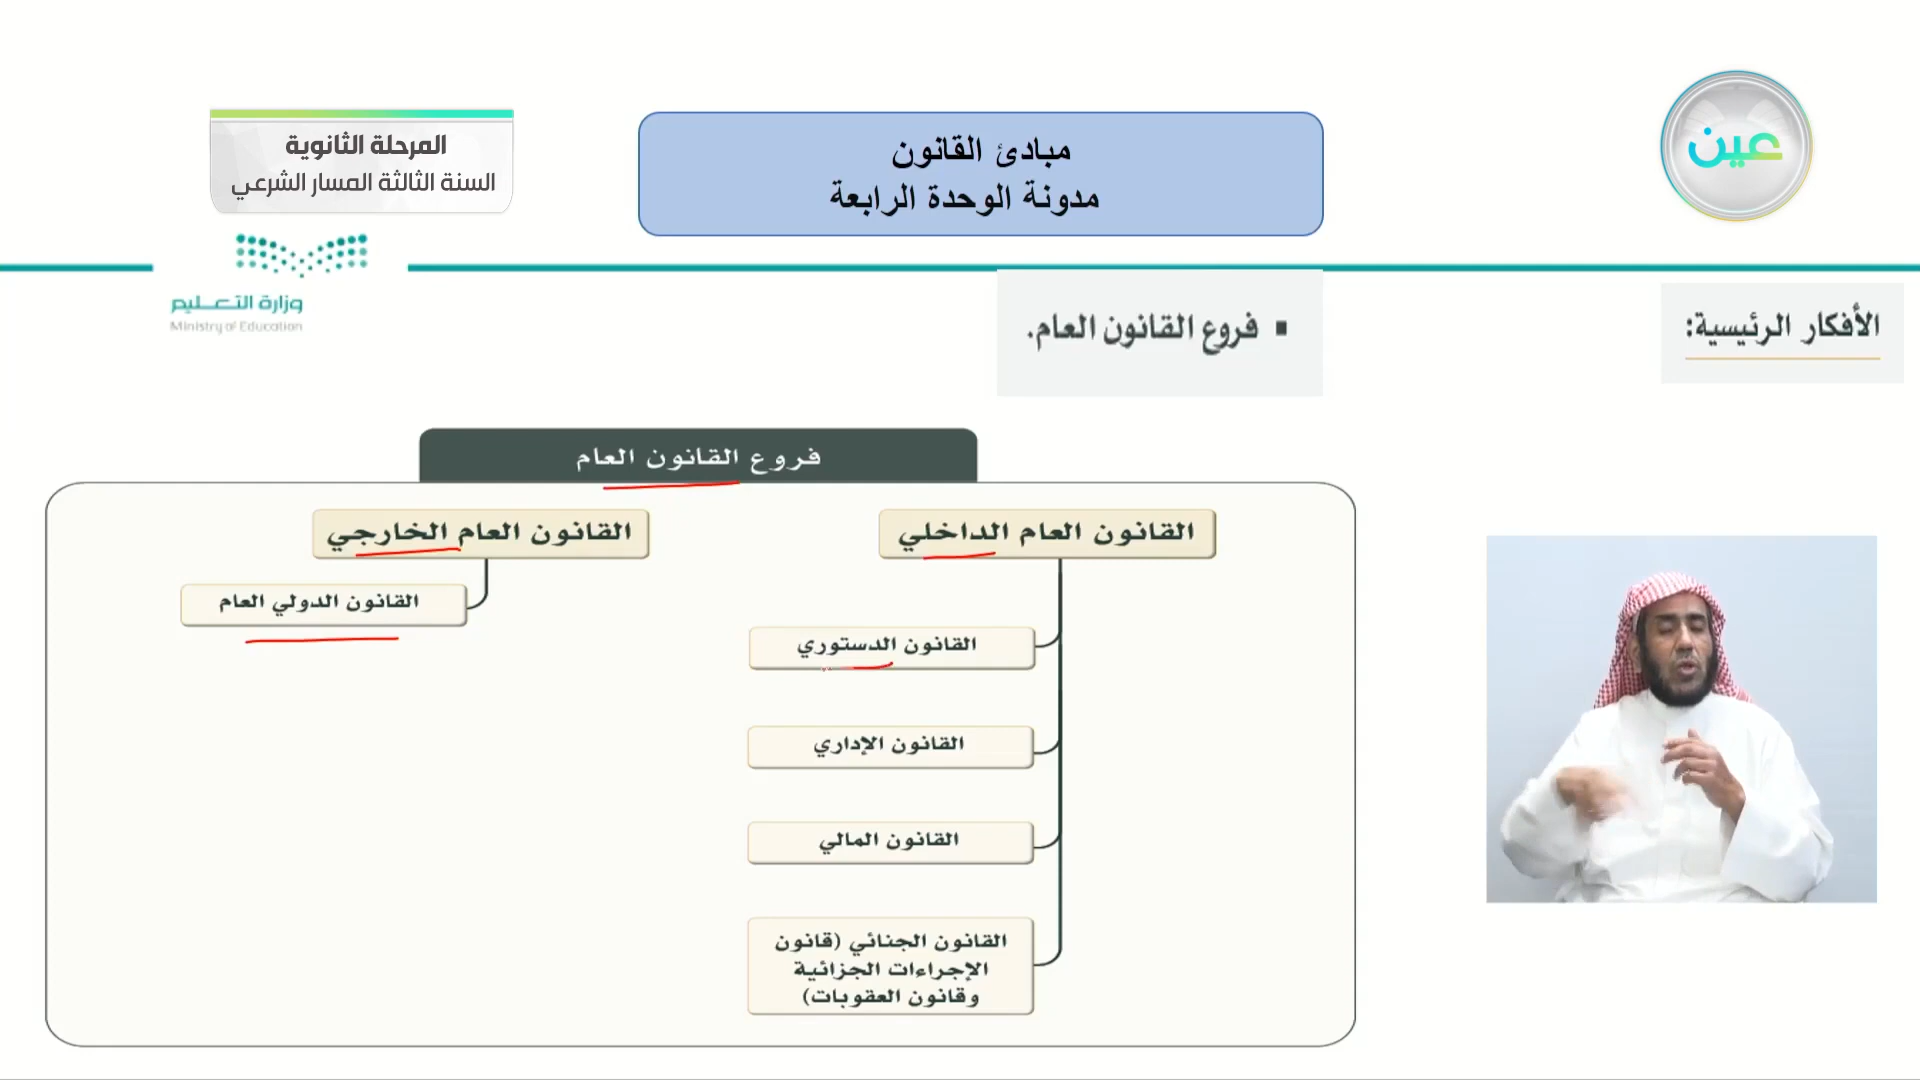 عين
مبادئ القانون
مدونة الوحدة الرابعة
المرحلة الثانوية
السنة الثالثة المسار الشرعي
وزارة التعليم
Ministry of Education
الأفكار الرئيسية:
▪ فروع القانون العام.
فروع القانون العام
القانون العام الداخلي
القانون الدستوري
القانون الإداري
القانون المالي
القانون الجنائي (قانون
الإجراءات الجزائية
وقانون العقوبات)
القانون العام الخارجي
القانون الدولي العام